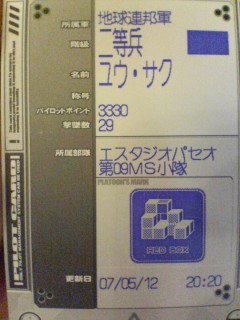 所属軍 地球連邦軍
階級 二等兵
名前 ユウ・サク
称号
パイロットポイント 3330
撃墜数 29
所属部隊 エスタジオパセオ
第09MS小隊
PLATOON'S MARK
RED BOX
更新日 07/05/12 20:20
PILOT CARD